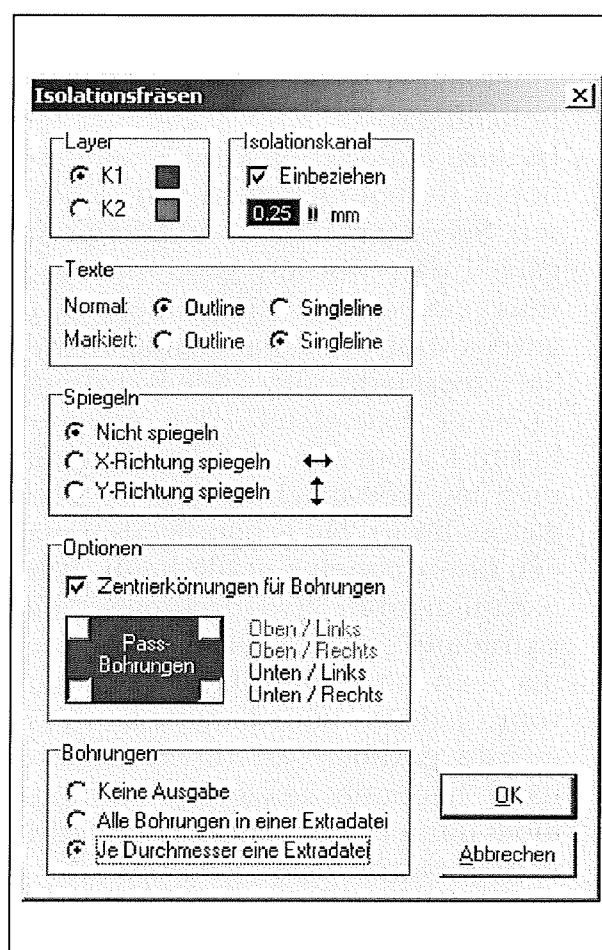 Isolationsfräsen
Layer
K1
K2
Isolationskanal
Einbeziehen
0.25 mm
Texte
Normal: Outline Singleline
Markiert: Outline Singleline
Spiegeln
Nicht spiegeln
X-Richtung spiegeln
Y-Richtung spiegeln
Optionen
Zentrierkörnungen für Bohrungen
Pass-
Bohrungen
Oben / Links
Oben / Rechts
Unten / Links
Unten / Rechts
Bohrungen
Keine Ausgabe
Alle Bohrungen in einer Extradatei
Je Durchmesser eine Extradatei
OK
Abbrechen